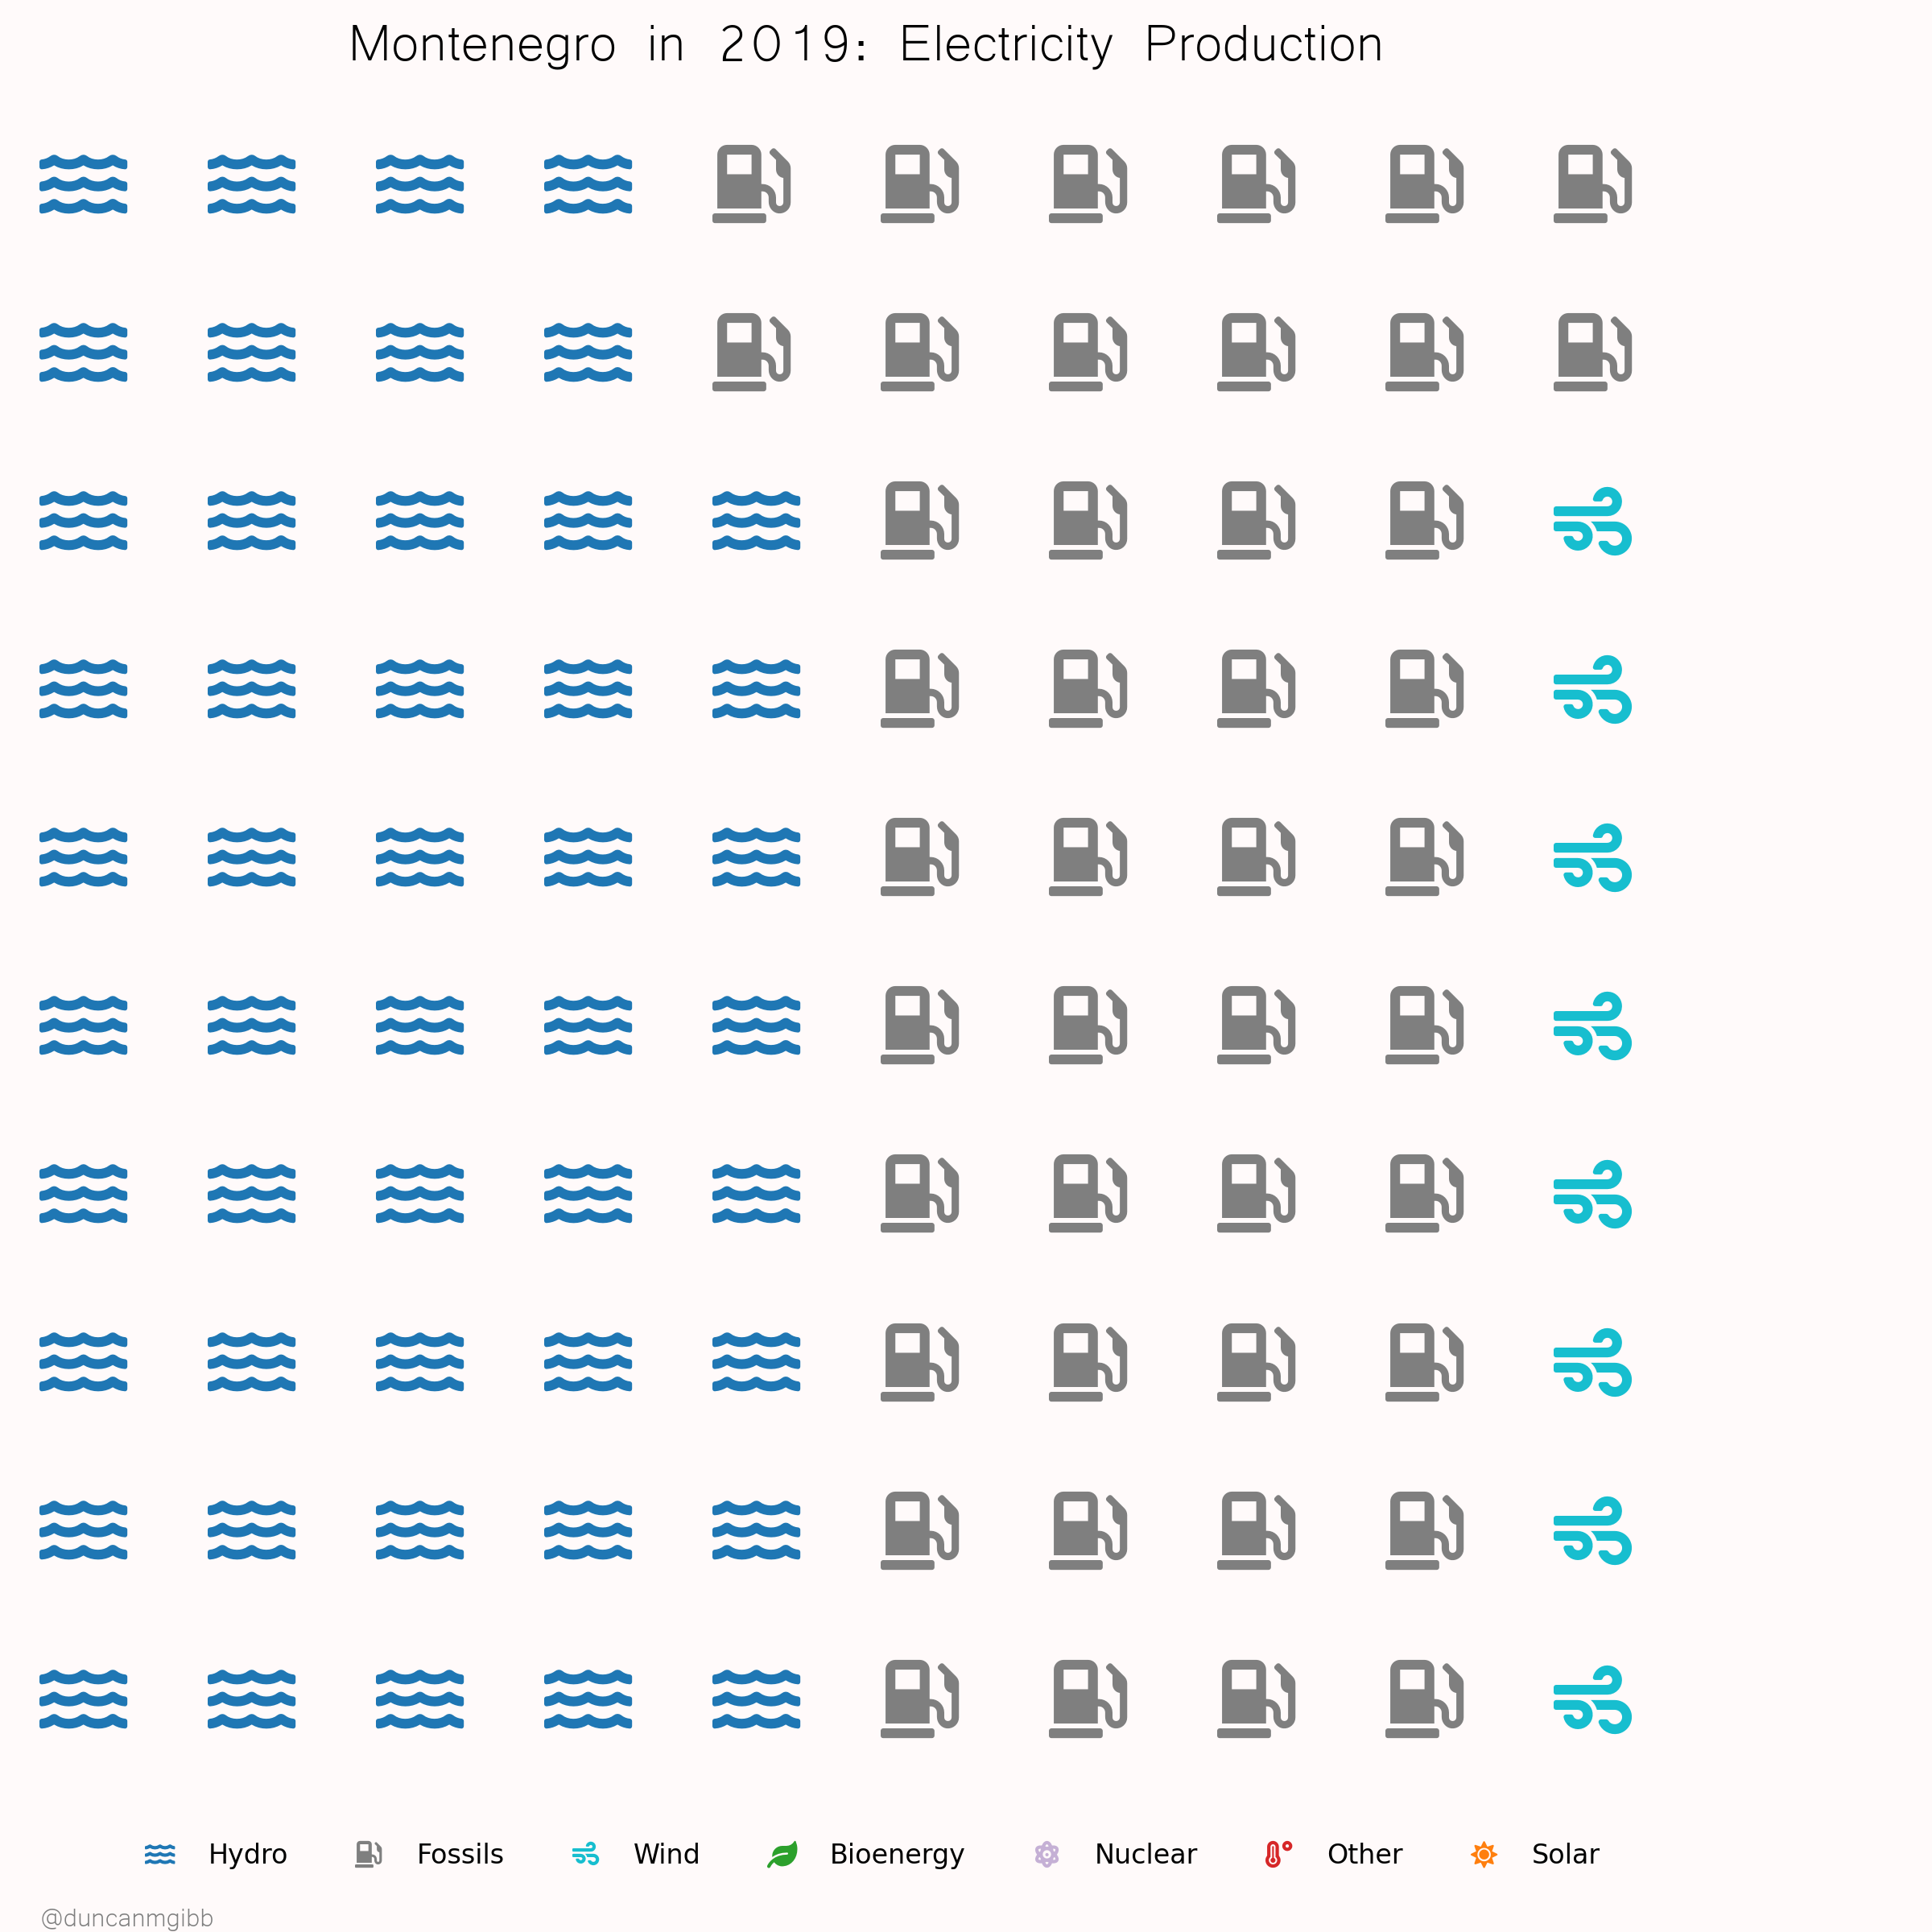 Montenegro in 2019: Electricity Production
Hydro Fossils Wind Bioenergy Nuclear Other Solar
@duncanmgibb